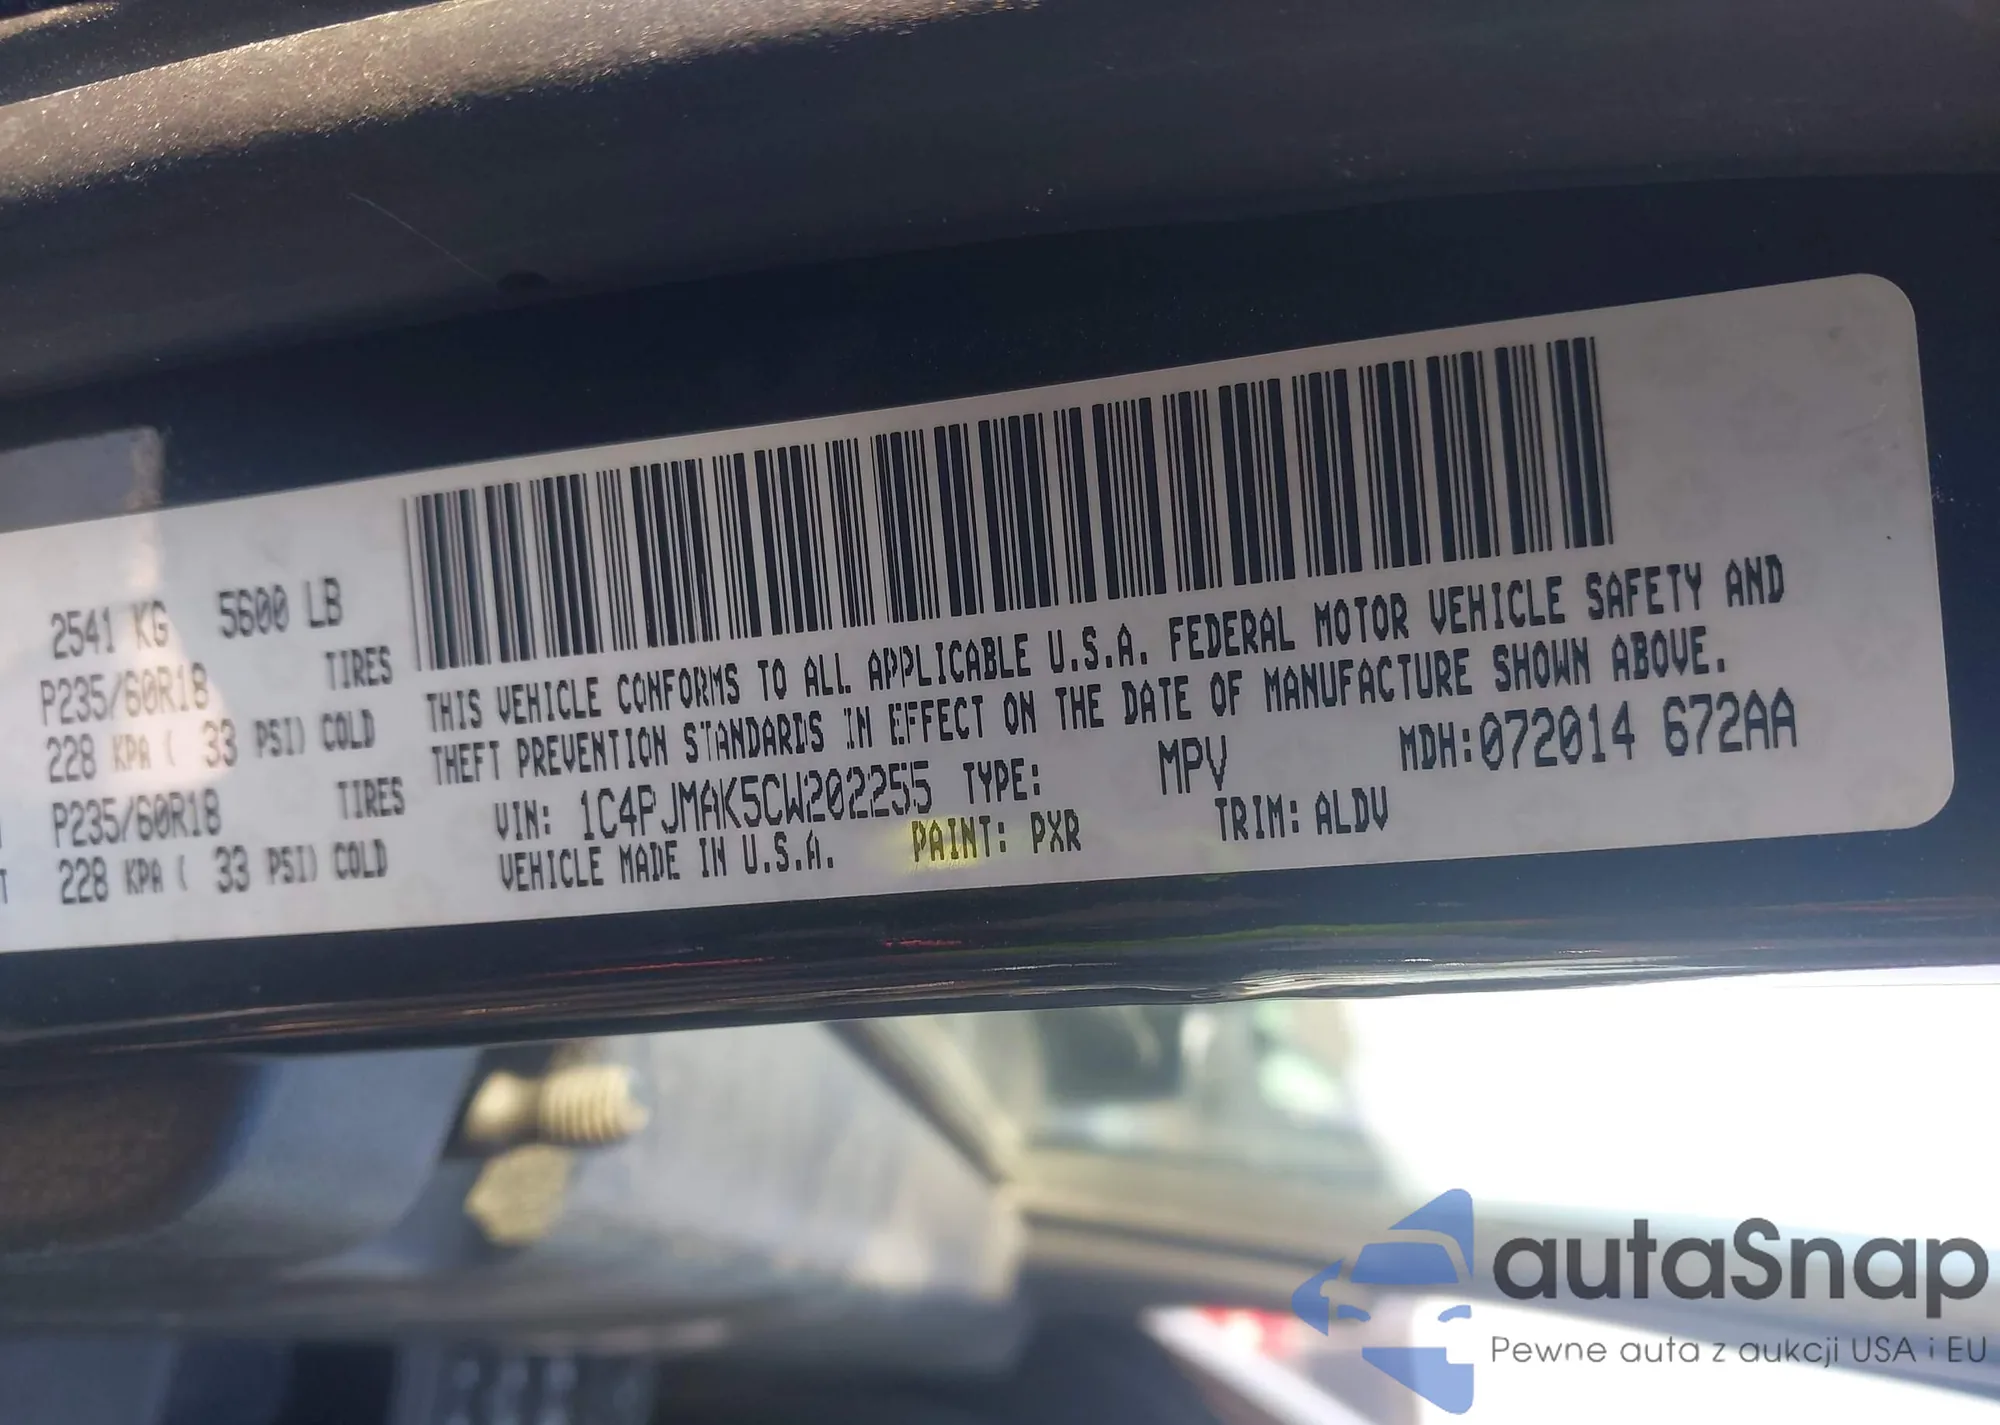 2541 KG 5600 LB
P235/60R18 TIRES
228 KPA ( 33 PSI) COLD
P235/60R18 TIRES
228 KPA ( 33 PSI) COLD
THIS VEHICLE CONFORMS TO ALL APPLICABLE U.S.A. FEDERAL MOTOR VEHICLE SAFETY AND
THEFT PREVENTION STANDARDS IN EFFECT ON THE DATE OF MANUFACTURE SHOWN ABOVE.
VIN: 1C4PJMAK5CW202255 TYPE: MPV MDH:072014 672AA
VEHICLE MADE IN U.S.A. PAINT: PXR TRIM: ALDV
autaSnap
Pewne auta z aukcji USA i EU